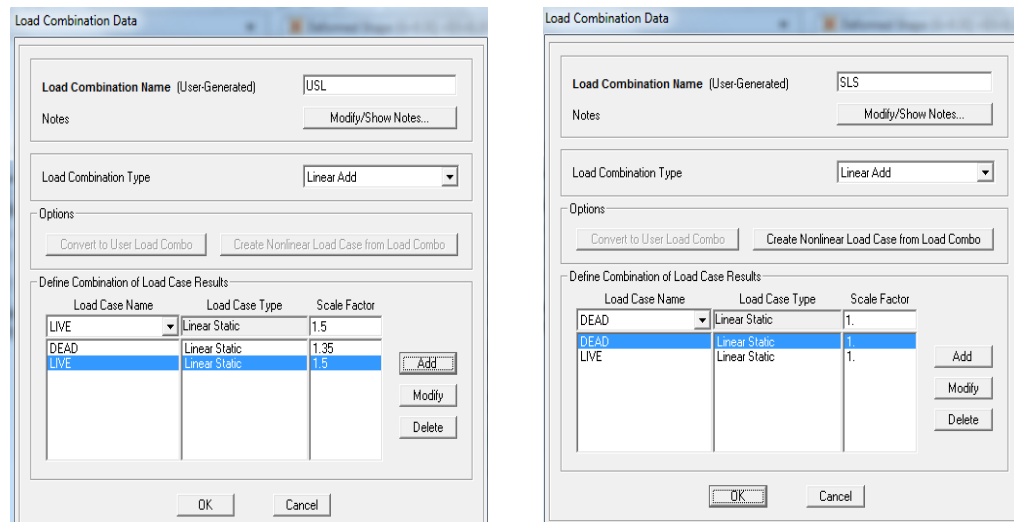 Load Combination Data
Load Combination Name (User-Generated) USL
Notes Modify/Show Notes...
Load Combination Type Linear Add
Options
Convert to User Load Combo Create Nonlinear Load Case from Load Combo
Define Combination of Load Case Results
Load Case Name Load Case Type Scale Factor
LIVE Linear Static 1.5
DEAD Linear Static 1.35
LIVE Linear Static 1.5
Add
Modify
Delete
OK Cancel
Load Combination Data
Load Combination Name (User-Generated) SLS
Notes Modify/Show Notes...
Load Combination Type Linear Add
Options
Convert to User Load Combo Create Nonlinear Load Case from Load Combo
Define Combination of Load Case Results
Load Case Name Load Case Type Scale Factor
DEAD Linear Static 1.
DEAD Linear Static 1.
LIVE Linear Static 1.
Add
Modify
Delete
OK Cancel